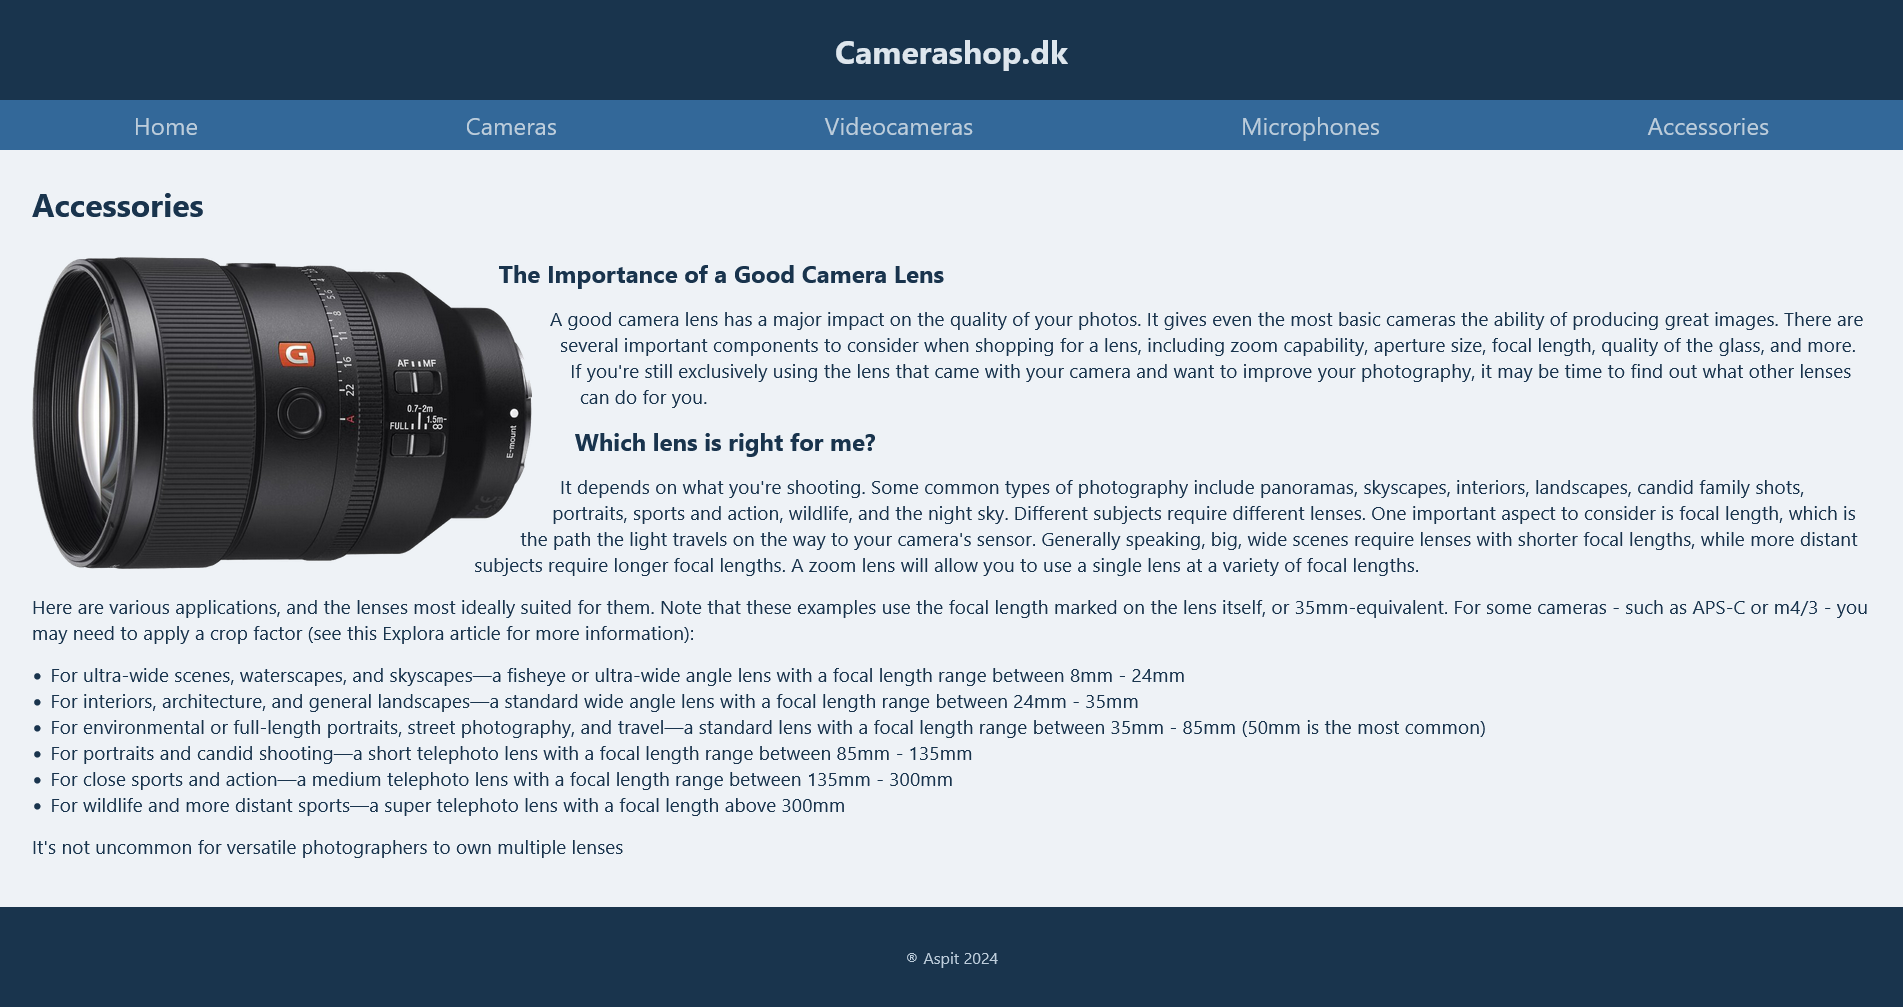 Camerashop.dk
Home Cameras Videocameras Microphones Accessories
Accessories
The Importance of a Good Camera Lens
A good camera lens has a major impact on the quality of your photos. It gives even the most basic cameras the ability of producing great images. There are
several important components to consider when shopping for a lens, including zoom capability, aperture size, focal length, quality of the glass, and more.
If you're still exclusively using the lens that came with your camera and want to improve your photography, it may be time to find out what other lenses
can do for you.
Which lens is right for me?
It depends on what you're shooting. Some common types of photography include panoramas, skyscapes, interiors, landscapes, candid family shots,
portraits, sports and action, wildlife, and the night sky. Different subjects require different lenses. One important aspect to consider is focal length, which is
the path the light travels on the way to your camera's sensor. Generally speaking, big, wide scenes require lenses with shorter focal lengths, while more distant
subjects require longer focal lengths. A zoom lens will allow you to use a single lens at a variety of focal lengths.
G
AF MF
0.7-2m
FULL 1.5m-∞
E-mount
8
11
16
22
A
Here are various applications, and the lenses most ideally suited for them. Note that these examples use the focal length marked on the lens itself, or 35mm-equivalent. For some cameras - such as APS-C or m4/3 - you
may need to apply a crop factor (see this Explora article for more information):
• For ultra-wide scenes, waterscapes, and skyscapes—a fisheye or ultra-wide angle lens with a focal length range between 8mm - 24mm
• For interiors, architecture, and general landscapes—a standard wide angle lens with a focal length range between 24mm - 35mm
• For environmental or full-length portraits, street photography, and travel—a standard lens with a focal length range between 35mm - 85mm (50mm is the most common)
• For portraits and candid shooting—a short telephoto lens with a focal length range between 85mm - 135mm
• For close sports and action—a medium telephoto lens with a focal length range between 135mm - 300mm
• For wildlife and more distant sports—a super telephoto lens with a focal length above 300mm
It's not uncommon for versatile photographers to own multiple lenses
® Aspit 2024